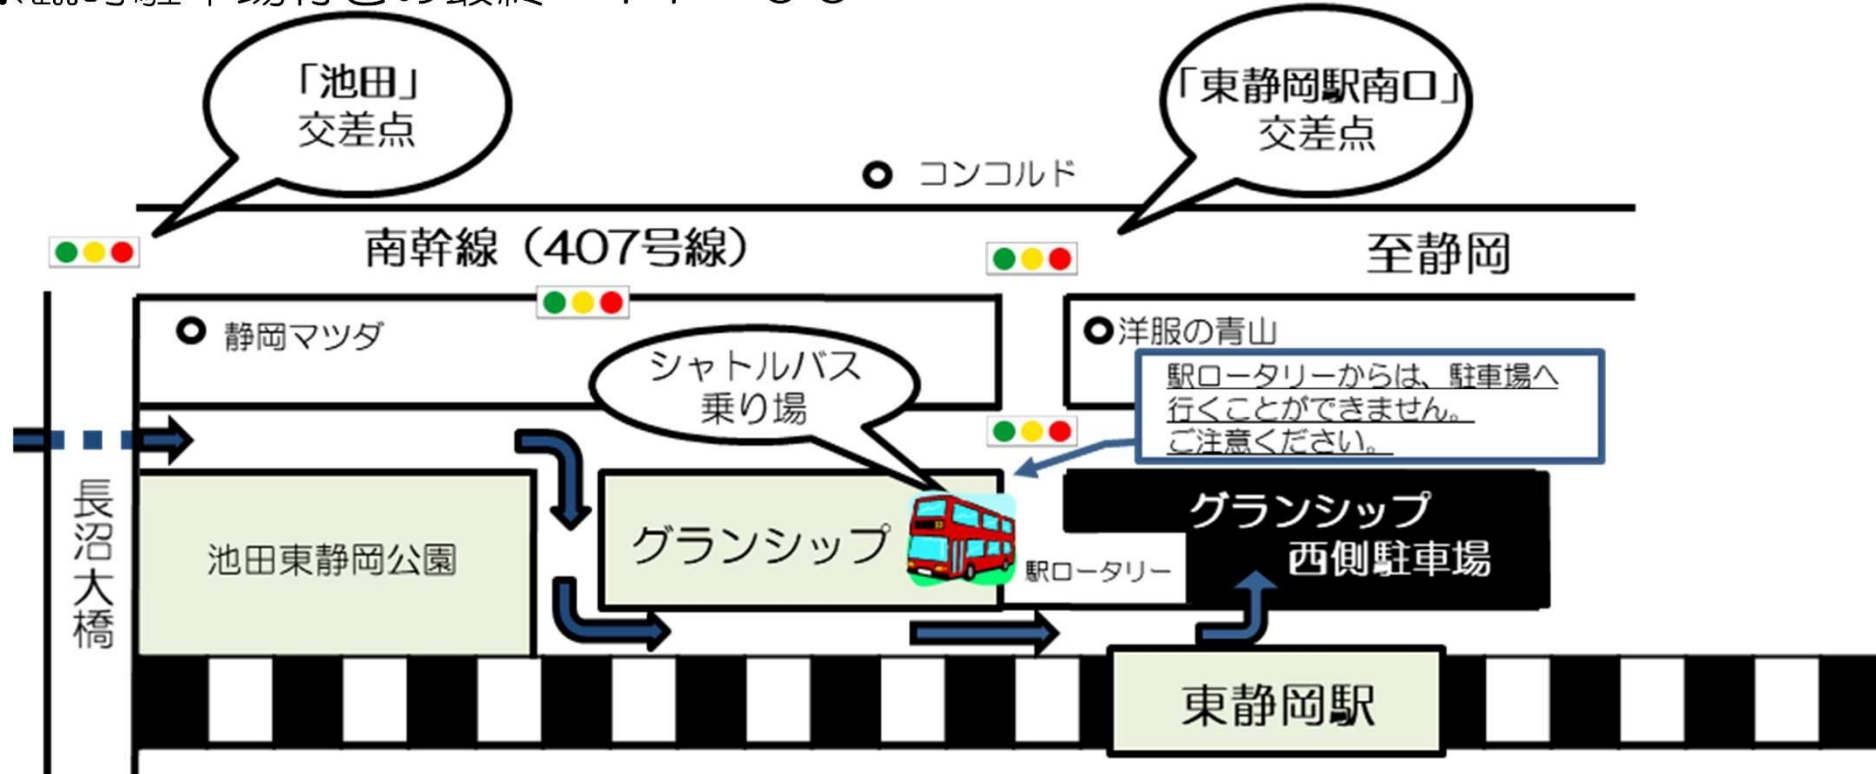 「池田」
交差点
「東静岡駅南口」
交差点
コンコルド
南幹線（407号線）
至静岡
静岡マツダ
洋服の青山
シャトルバス
乗り場
駅ロータリーからは、駐車場へ
行くことができません。
ご注意ください。
長沼大橋
池田東静岡公園
グランシップ
駅ロータリー
グランシップ
西側駐車場
東静岡駅